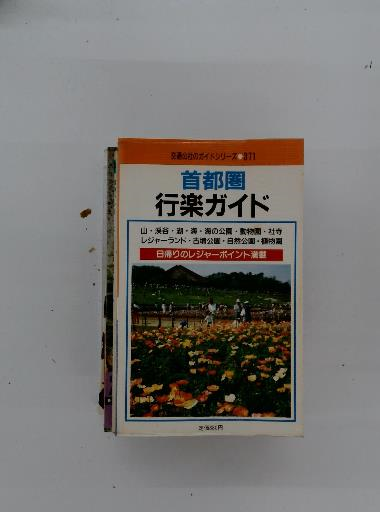 交通公社のガイドシリーズ●371
首都圏
行楽ガイド
山・渓谷・湖・海・海の公園・動物園・社寺
レジャーランド・古墳公園・自然公園・植物園
日帰りのレジャーポイント満載